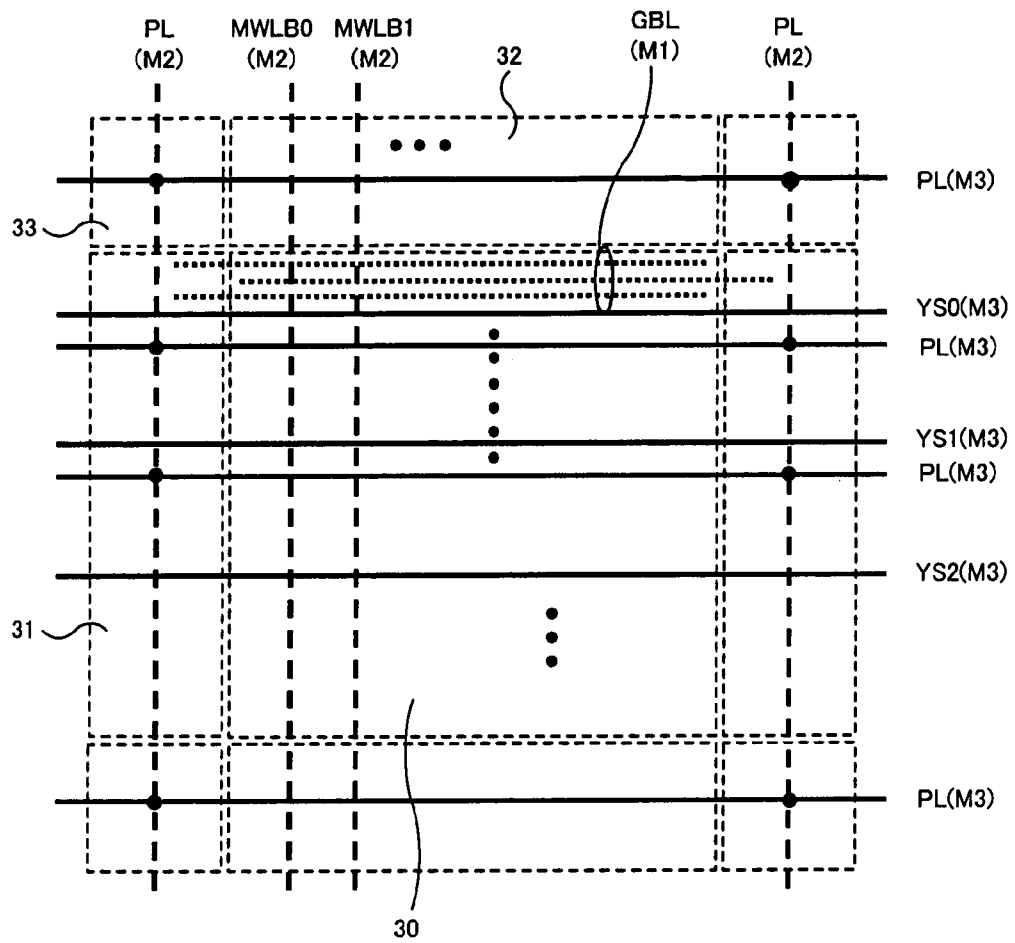 PL
(M2)
MWLB0
(M2)
MWLB1
(M2)
GBL
(M1)
PL
(M2)
32
PL(M3)
33
YS0(M3)
PL(M3)
YS1(M3)
PL(M3)
YS2(M3)
31
PL(M3)
30